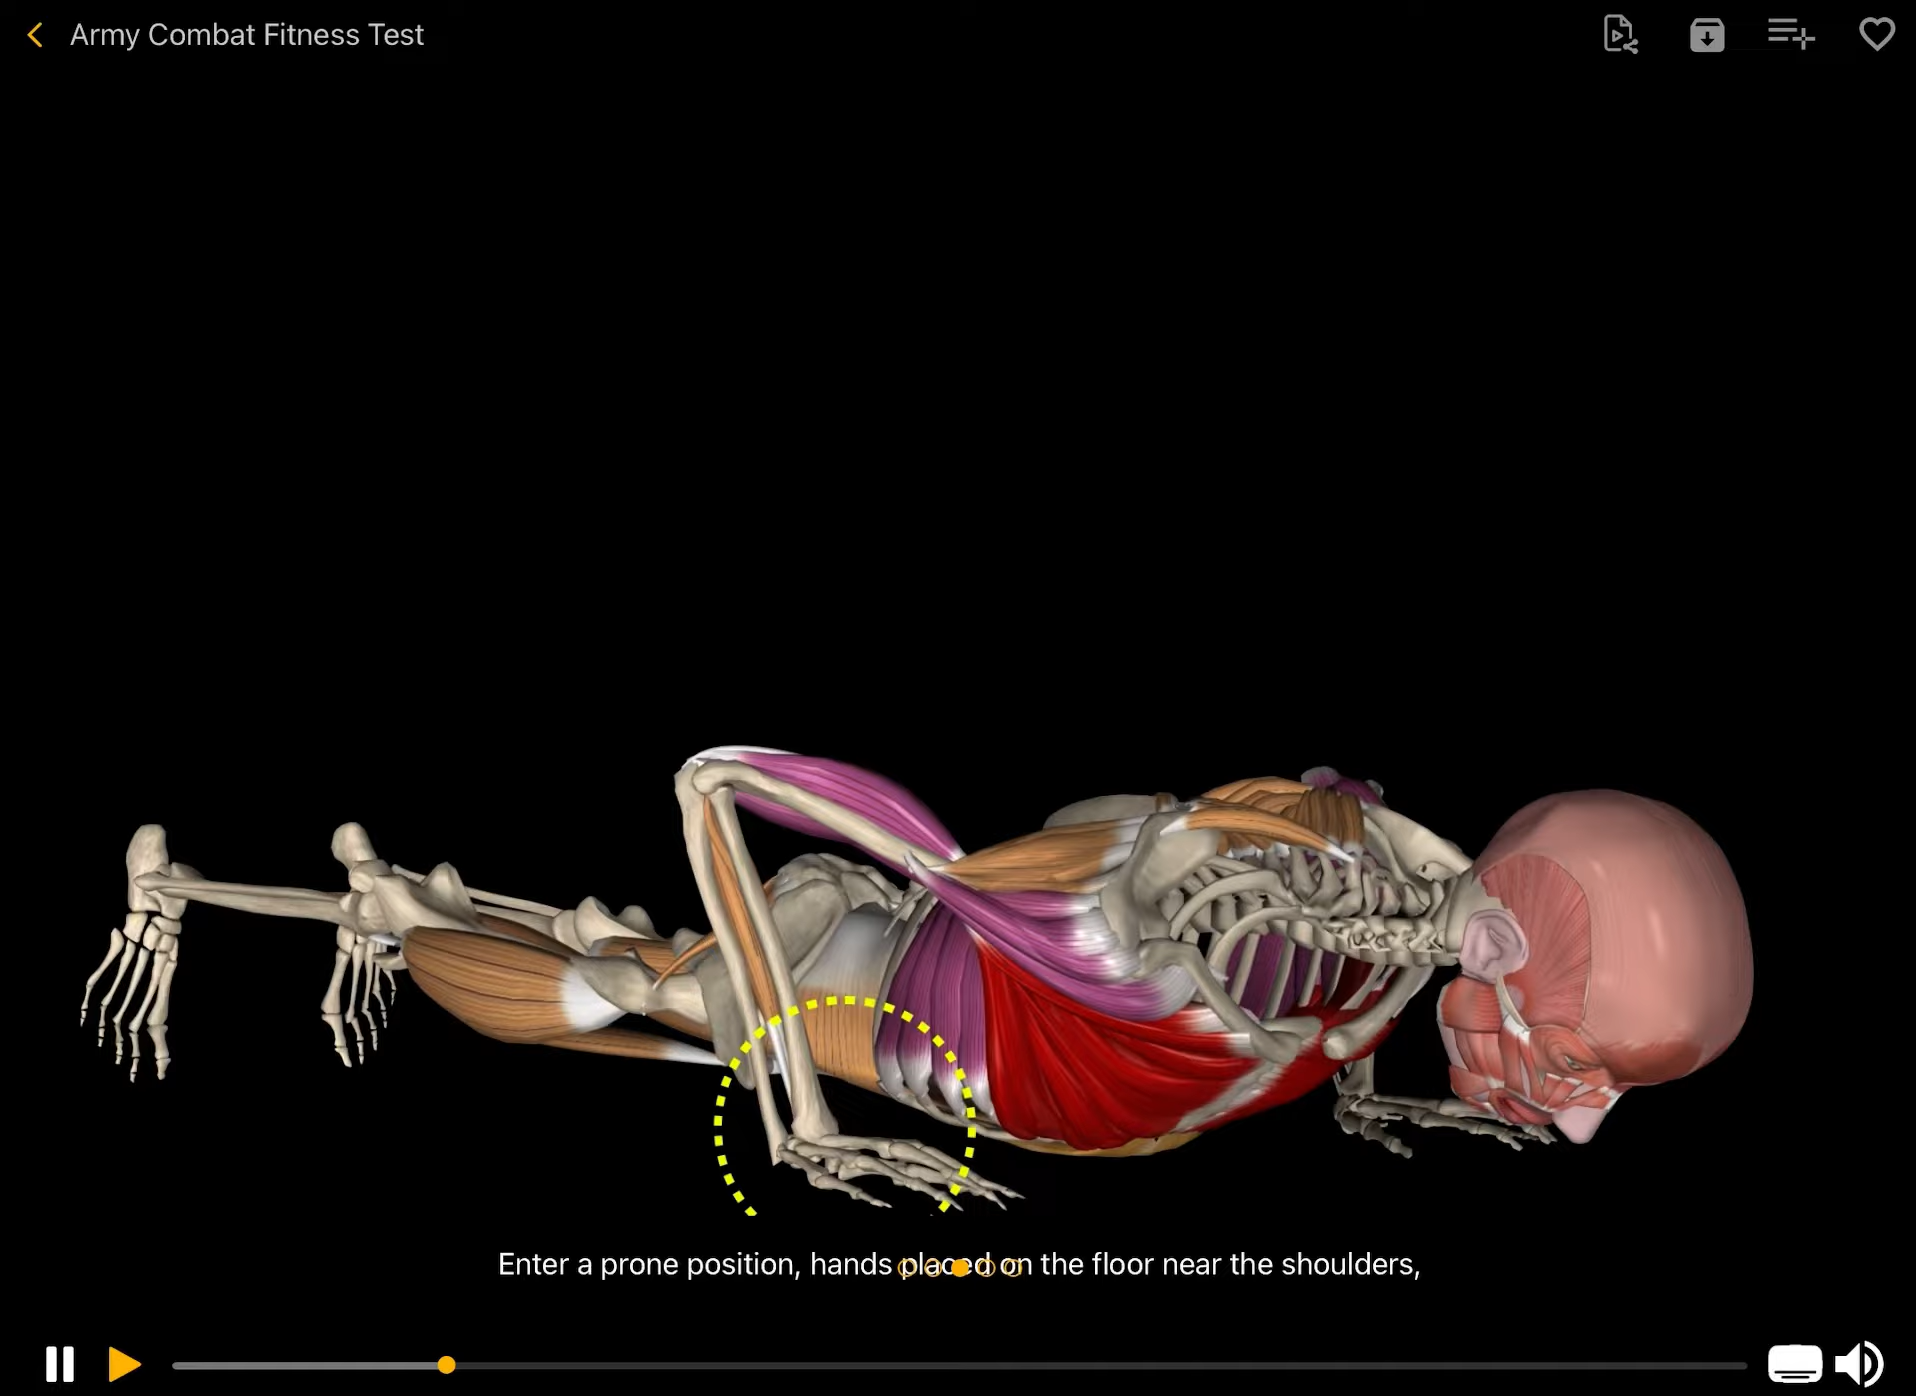 Army Combat Fitness Test
Enter a prone position, hands placed on the floor near the shoulders,